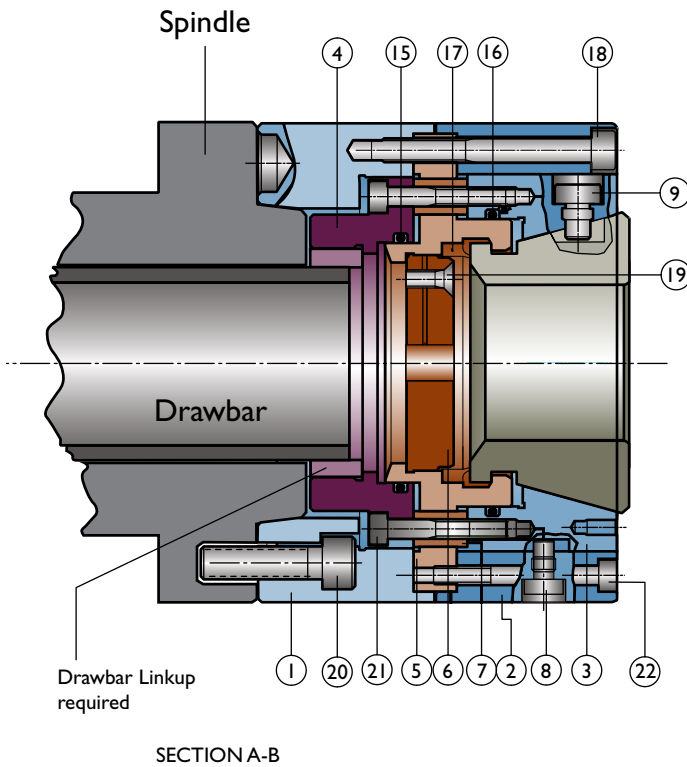 Spindle
4 15 17 16 18
9
19
Drawbar
Drawbar Linkup
required
1 20 21 5 6 7 2 8 3 22
SECTION A-B